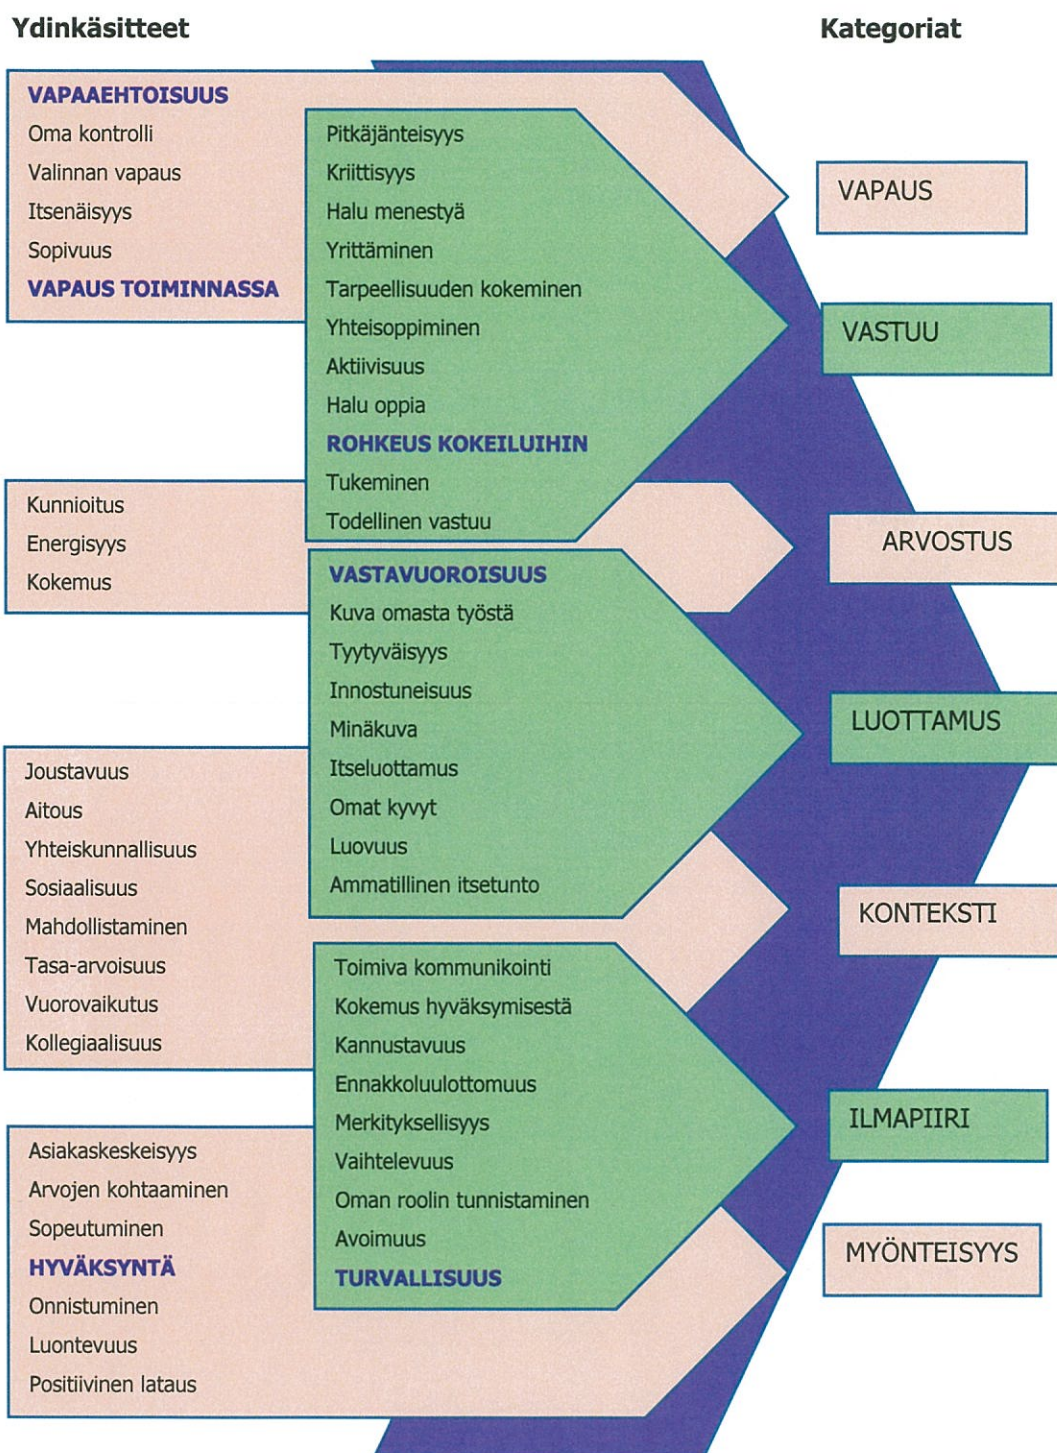 Ydinkäsitteet
Kategoriat
VAPAAEHTOISUUS
Oma kontrolli
Valinnan vapaus
Itsenäisyys
Sopivuus
VAPAUS TOIMINNASSA
Pitkäjänteisyys
Kriittisyys
Halu menestyä
Yrittäminen
Tarpeellisuuden kokeminen
Yhteisoppiminen
Aktiivisuus
Halu oppia
ROHKEUS KOKEILUIHIN
Tukeminen
Todellinen vastuu
VAPAUS
VASTUU
Kunnioitus
Energisyys
Kokemus
ARVOSTUS
VASTAVUOROISUUS
Kuva omasta työstä
Tyytyväisyys
Innostuneisuus
Minäkuva
Itseluottamus
Omat kyvyt
Luovuus
Ammatillinen itsetunto
LUOTTAMUS
Joustavuus
Aitous
Yhteiskunnallisuus
Sosiaalisuus
Mahdollistaminen
Tasa-arvoisuus
Vuorovaikutus
Kollegiaalisuus
KONTEKSTI
Toimiva kommunikointi
Kokemus hyväksymisestä
Kannustavuus
Ennakkoluulottomuus
Merkityksellisyys
Vaihtelevuus
Oman roolin tunnistaminen
Avoimuus
TURVALLISUUS
ILMAPIIRI
Asiakaskeskeisyys
Arvojen kohtaaminen
Sopeutuminen
HYVÄKSYNTÄ
Onnistuminen
Luontevuus
Positiivinen lataus
MYÖNTEISYYS